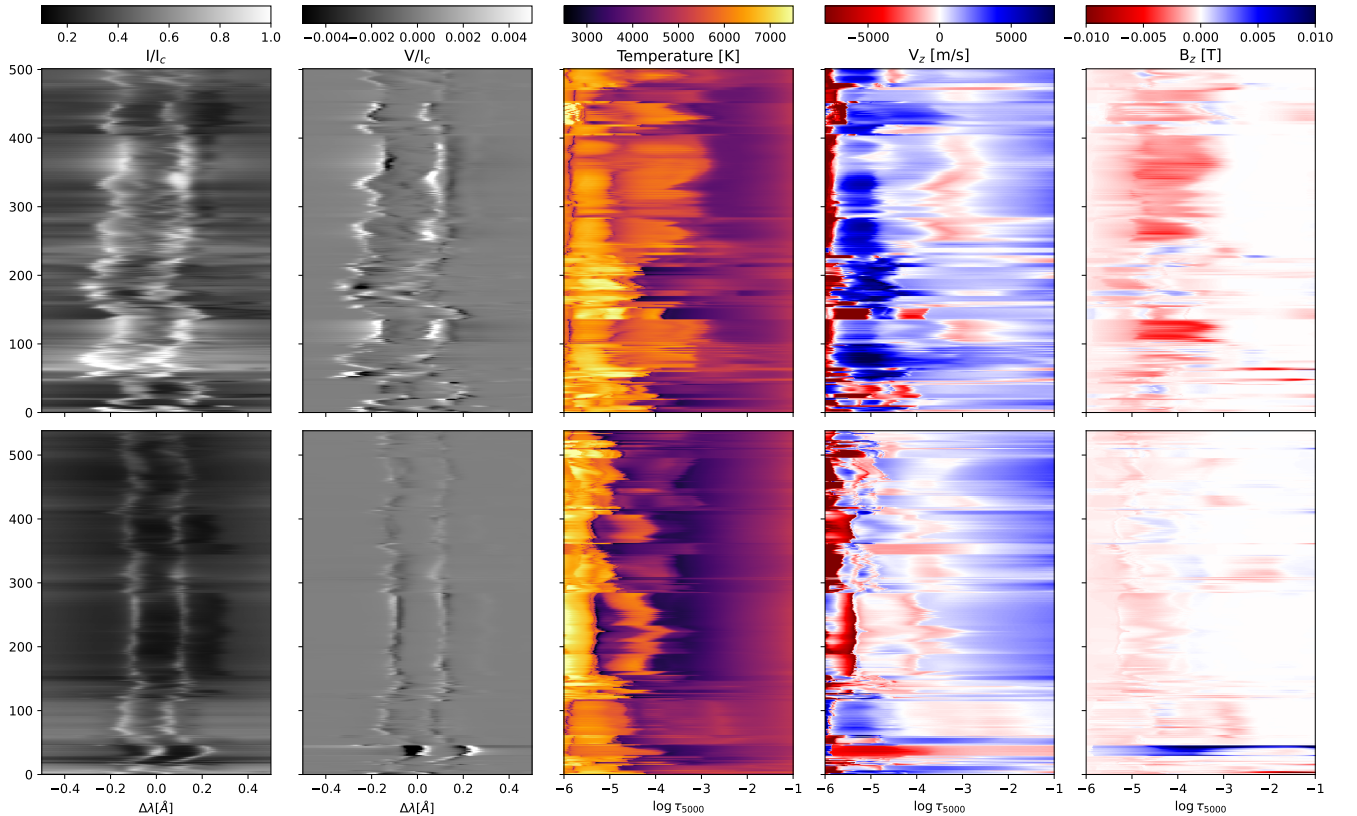 0.2 0.4 0.6 0.8 1.0
−0.004 −0.002 0.000 0.002 0.004
3000 4000 5000 6000 7000
−5000 0 5000
−0.010 −0.005 0.000 0.005 0.010
I/I_c
V/I_c
Temperature [K]
V_z [m/s]
B_z [T]
500
400
300
200
100
0
500
400
300
200
100
0
−0.4 −0.2 0.0 0.2 0.4
−0.4 −0.2 0.0 0.2 0.4
−6 −5 −4 −3 −2 −1
−6 −5 −4 −3 −2 −1
−6 −5 −4 −3 −2 −1
Δλ[Å]
Δλ[Å]
log τ_5000
log τ_5000
log τ_5000